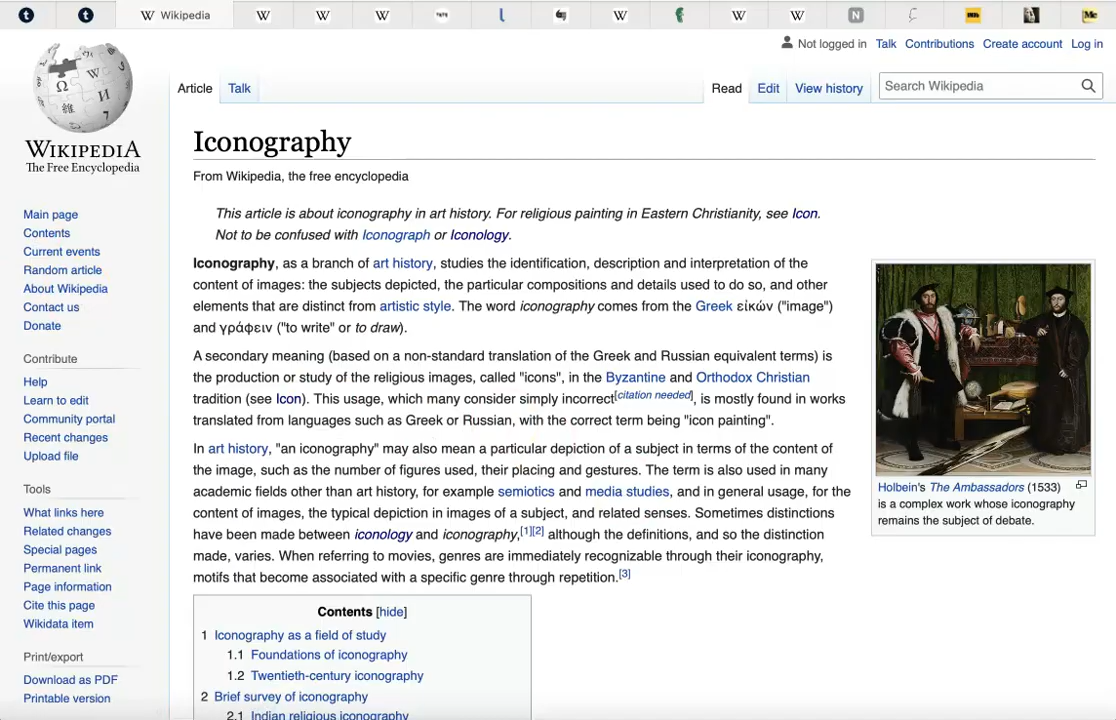 Wikipedia
Not logged in Talk Contributions Create account Log in
Article Talk Read Edit View history Search Wikipedia
WIKIPEDIA
The Free Encyclopedia
Main page
Contents
Current events
Random article
About Wikipedia
Contact us
Donate
Contribute
Help
Learn to edit
Community portal
Recent changes
Upload file
Tools
What links here
Related changes
Special pages
Permanent link
Page information
Cite this page
Wikidata item
Print/export
Download as PDF
Printable version
Iconography
From Wikipedia, the free encyclopedia
This article is about iconography in art history. For religious painting in Eastern Christianity, see Icon.
Not to be confused with Iconograph or Iconology.
Iconography, as a branch of art history, studies the identification, description and interpretation of the
content of images: the subjects depicted, the particular compositions and details used to do so, and other
elements that are distinct from artistic style. The word iconography comes from the Greek εἰκών ("image")
and γράφειν ("to write" or to draw).
A secondary meaning (based on a non-standard translation of the Greek and Russian equivalent terms) is
the production or study of the religious images, called "icons", in the Byzantine and Orthodox Christian
tradition (see Icon). This usage, which many consider simply incorrect[citation needed], is mostly found in works
translated from languages such as Greek or Russian, with the correct term being "icon painting".
In art history, "an iconography" may also mean a particular depiction of a subject in terms of the content of
the image, such as the number of figures used, their placing and gestures. The term is also used in many
academic fields other than art history, for example semiotics and media studies, and in general usage, for the
content of images, the typical depiction in images of a subject, and related senses. Sometimes distinctions
have been made between iconology and iconography,[1][2] although the definitions, and so the distinction
made, varies. When referring to movies, genres are immediately recognizable through their iconography,
motifs that become associated with a specific genre through repetition.[3]
Holbein's The Ambassadors (1533)
is a complex work whose iconography
remains the subject of debate.
Contents [hide]
1 Iconography as a field of study
1.1 Foundations of iconography
1.2 Twentieth-century iconography
2 Brief survey of iconography
2.1 Indian religious iconography